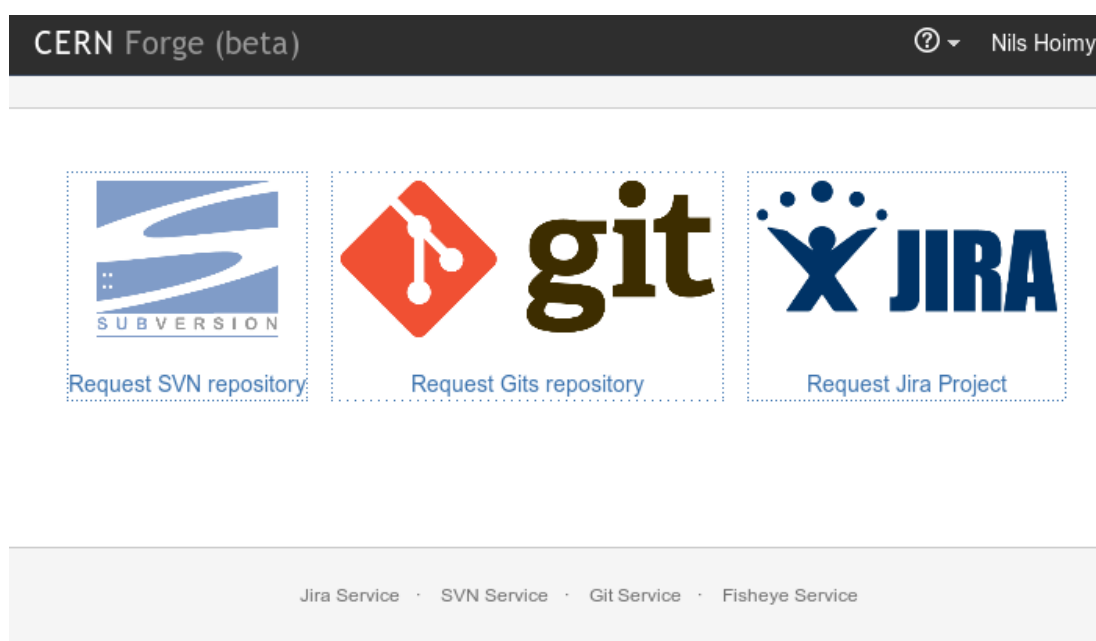 CERN Forge (beta)
? Nils Hoimy
SUBVERSION
git
JIRA
Request SVN repository
Request Gits repository
Request Jira Project
Jira Service · SVN Service · Git Service · Fisheye Service